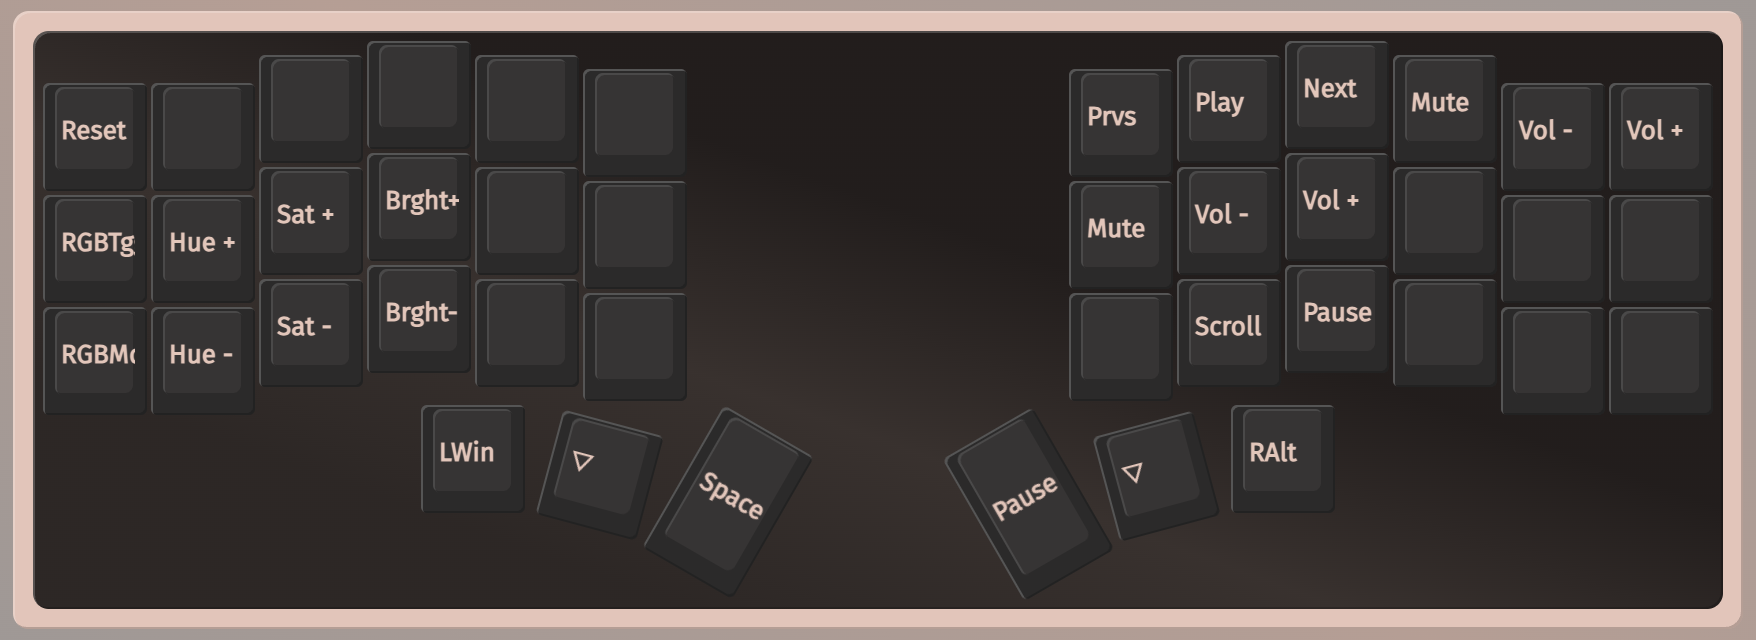 Reset
Prvs
Play
Next
Mute
Vol -
Vol +
RGBTg
Hue +
Sat +
Brght+
Mute
Vol -
Vol +
RGBMo
Hue -
Sat -
Brght-
Scroll
Pause
LWin
▽
Space
Pause
▽
RAlt